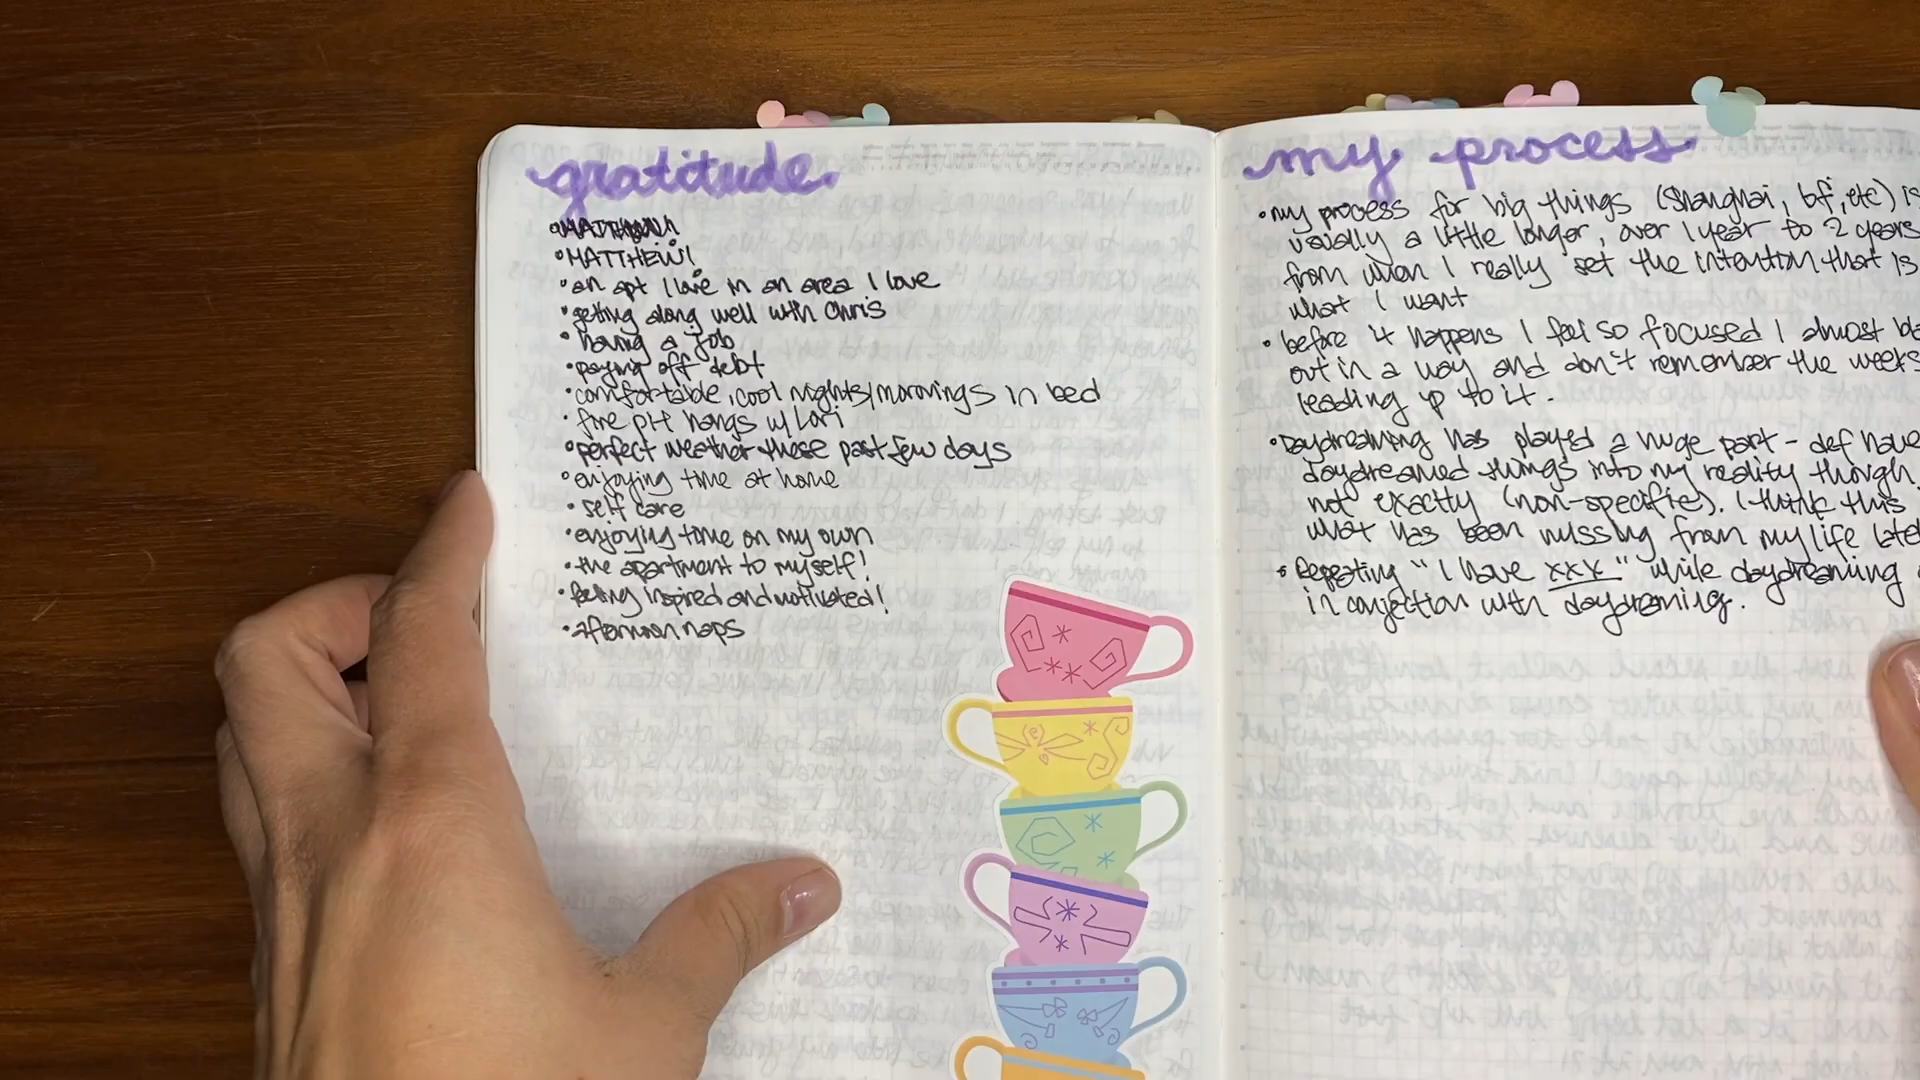 gratitude
• MATTHEW!
• an apt I love in an area I love
• getting along well with Chris
• having a job
• paying off debt
• comfortable, cool nights/mornings in bed
• fire pit hangs w/ Lori
• perfect weather these past few days
• enjoying time at home
• self care
• enjoying time on my own
• the apartment to myself!
• feeling inspired and motivated!
• afternoon naps
my process
• my process for big things (Shanghai, bf, etc) is
usually a little longer, over 1 year to 2 years
from when I really set the intention that is
what I want
• before it happens I feel so focused I almost
out in a way and don't remember the weeks
leading up to it.
• Daydreaming has played a huge part - def have
daydreamed things into my reality though
not exactly (non-specific). I think this
what has been missing from my life
• Repeating "I have xxx" while daydreaming
in conjection with daydreaming.